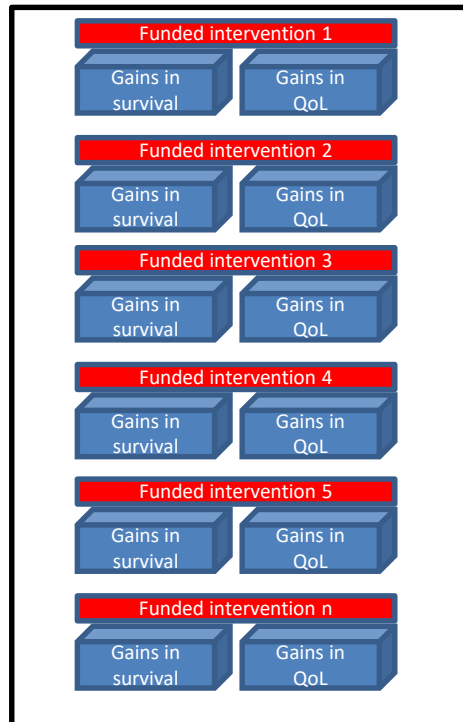 Funded intervention 1
Gains in
survival
Gains in
QoL
Funded intervention 2
Gains in
survival
Gains in
QoL
Funded intervention 3
Gains in
survival
Gains in
QoL
Funded intervention 4
Gains in
survival
Gains in
QoL
Funded intervention 5
Gains in
survival
Gains in
QoL
Funded intervention n
Gains in
survival
Gains in
QoL